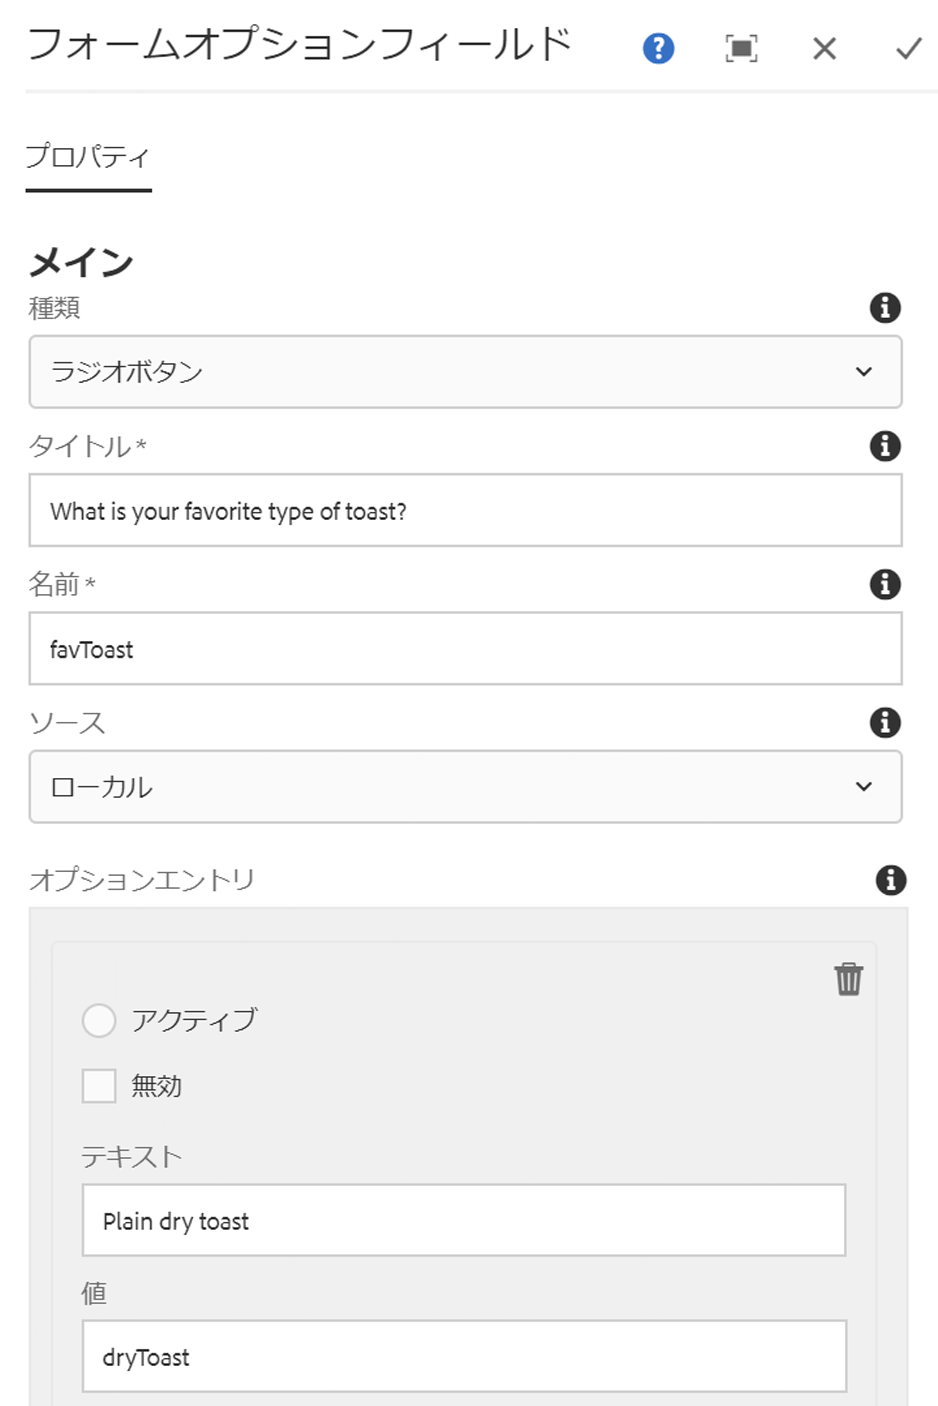 フォームオプションフィールド
プロパティ
メイン
種類
ラジオボタン
タイトル *
What is your favorite type of toast?
名前 *
favToast
ソース
ローカル
オプションエントリ
アクティブ
無効
テキスト
Plain dry toast
値
dryToast